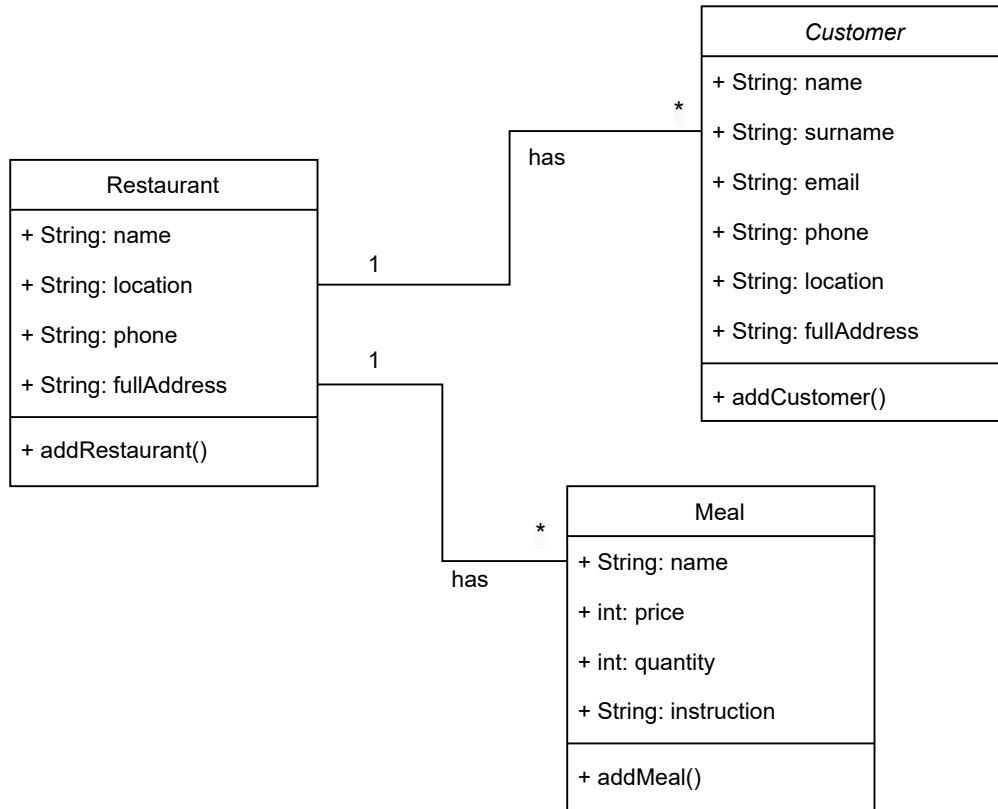 Customer
+ String: name
+ String: surname
+ String: email
+ String: phone
+ String: location
+ String: fullAddress
+ addCustomer()
*
has
1
Restaurant
+ String: name
+ String: location
+ String: phone
+ String: fullAddress
+ addRestaurant()
1
*
has
Meal
+ String: name
+ int: price
+ int: quantity
+ String: instruction
+ addMeal()